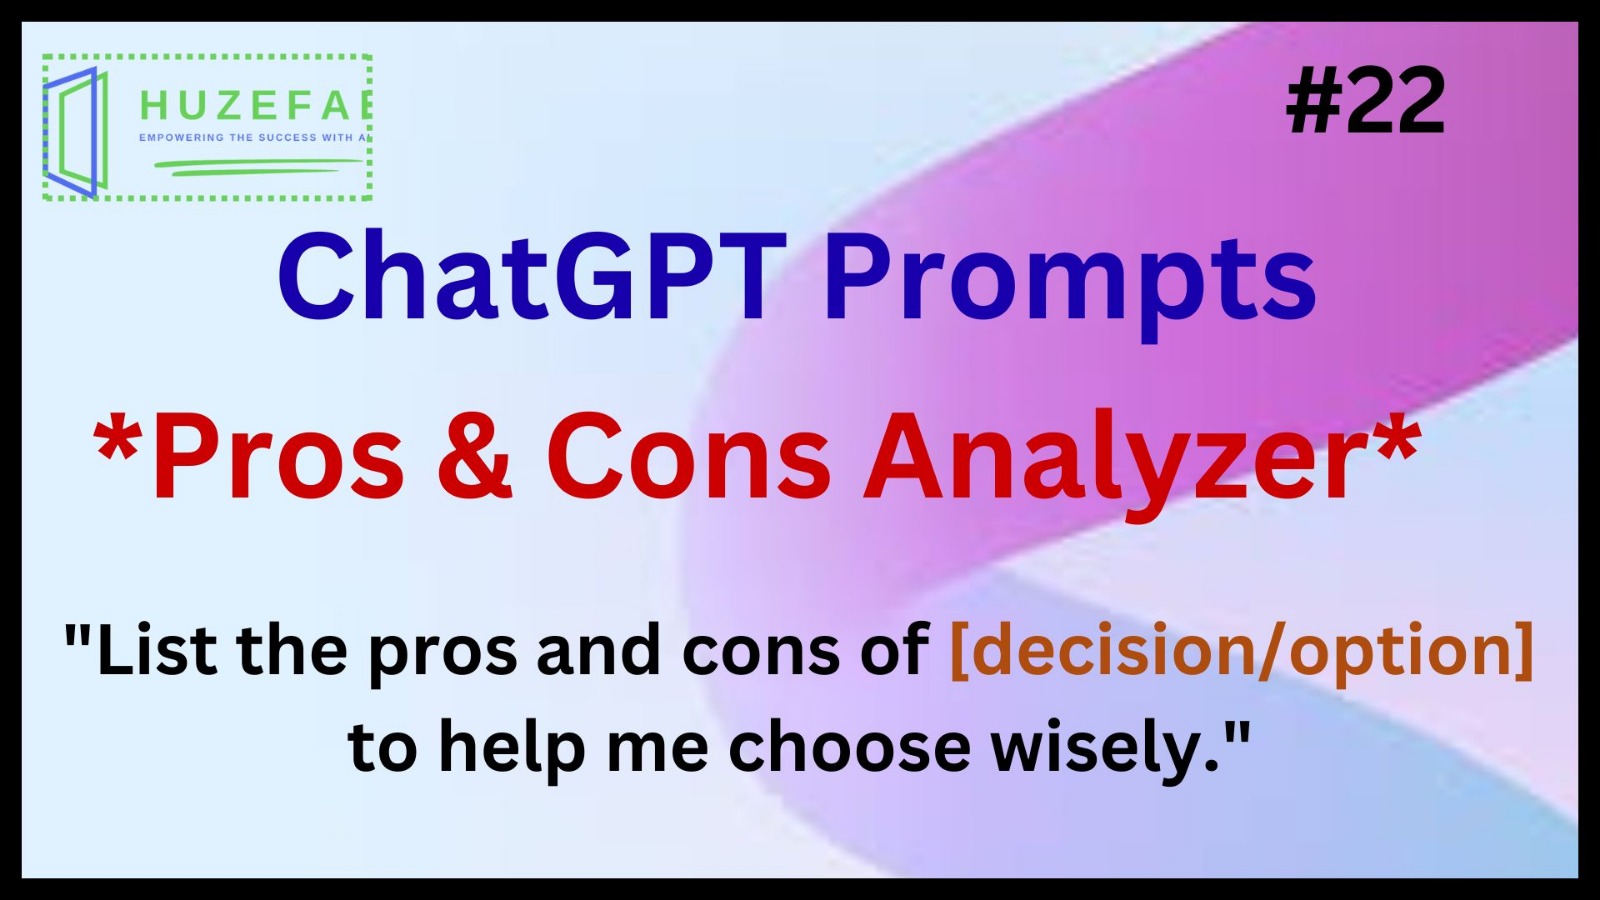 HUZEFA
EMPOWERING THE SUCCESS WITH AI
#22
ChatGPT Prompts
*Pros & Cons Analyzer*
"List the pros and cons of [decision/option]
to help me choose wisely."